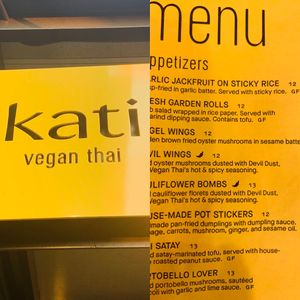 kati
vegan thai
menu
ppetizers
RLIC JACKFRUIT ON STICKY RICE 12
p-fried in garlic batter. Served with sticky rice. GF
ESH GARDEN ROLLS 12
b salad wrapped in rice paper. Served with
arind dipping sauce. Contains tofu. GF
GEL WINGS 12
den brown fried oyster mushrooms in sesame batter
VIL WINGS 12
oyster mushrooms dusted with Devil Dust,
Vegan Thai's hot & spicy seasoning.
ULIFLOWER BOMBS 12
cauliflower florets dusted with Devil Dust,
Vegan Thai's hot & spicy seasoning.
USE-MADE POT STICKERS 12
made pan-fried dumplings with dumpling sauce.
age, carrots, mushroom, ginger, and sesame oil.
SATAY 13
d satay-marinated tofu. served with house-
roasted peanut sauce. GF
RTOBELLO LOVER 13
d portobello mushrooms, sautéed
occoli with garlic and lime sauce. GF